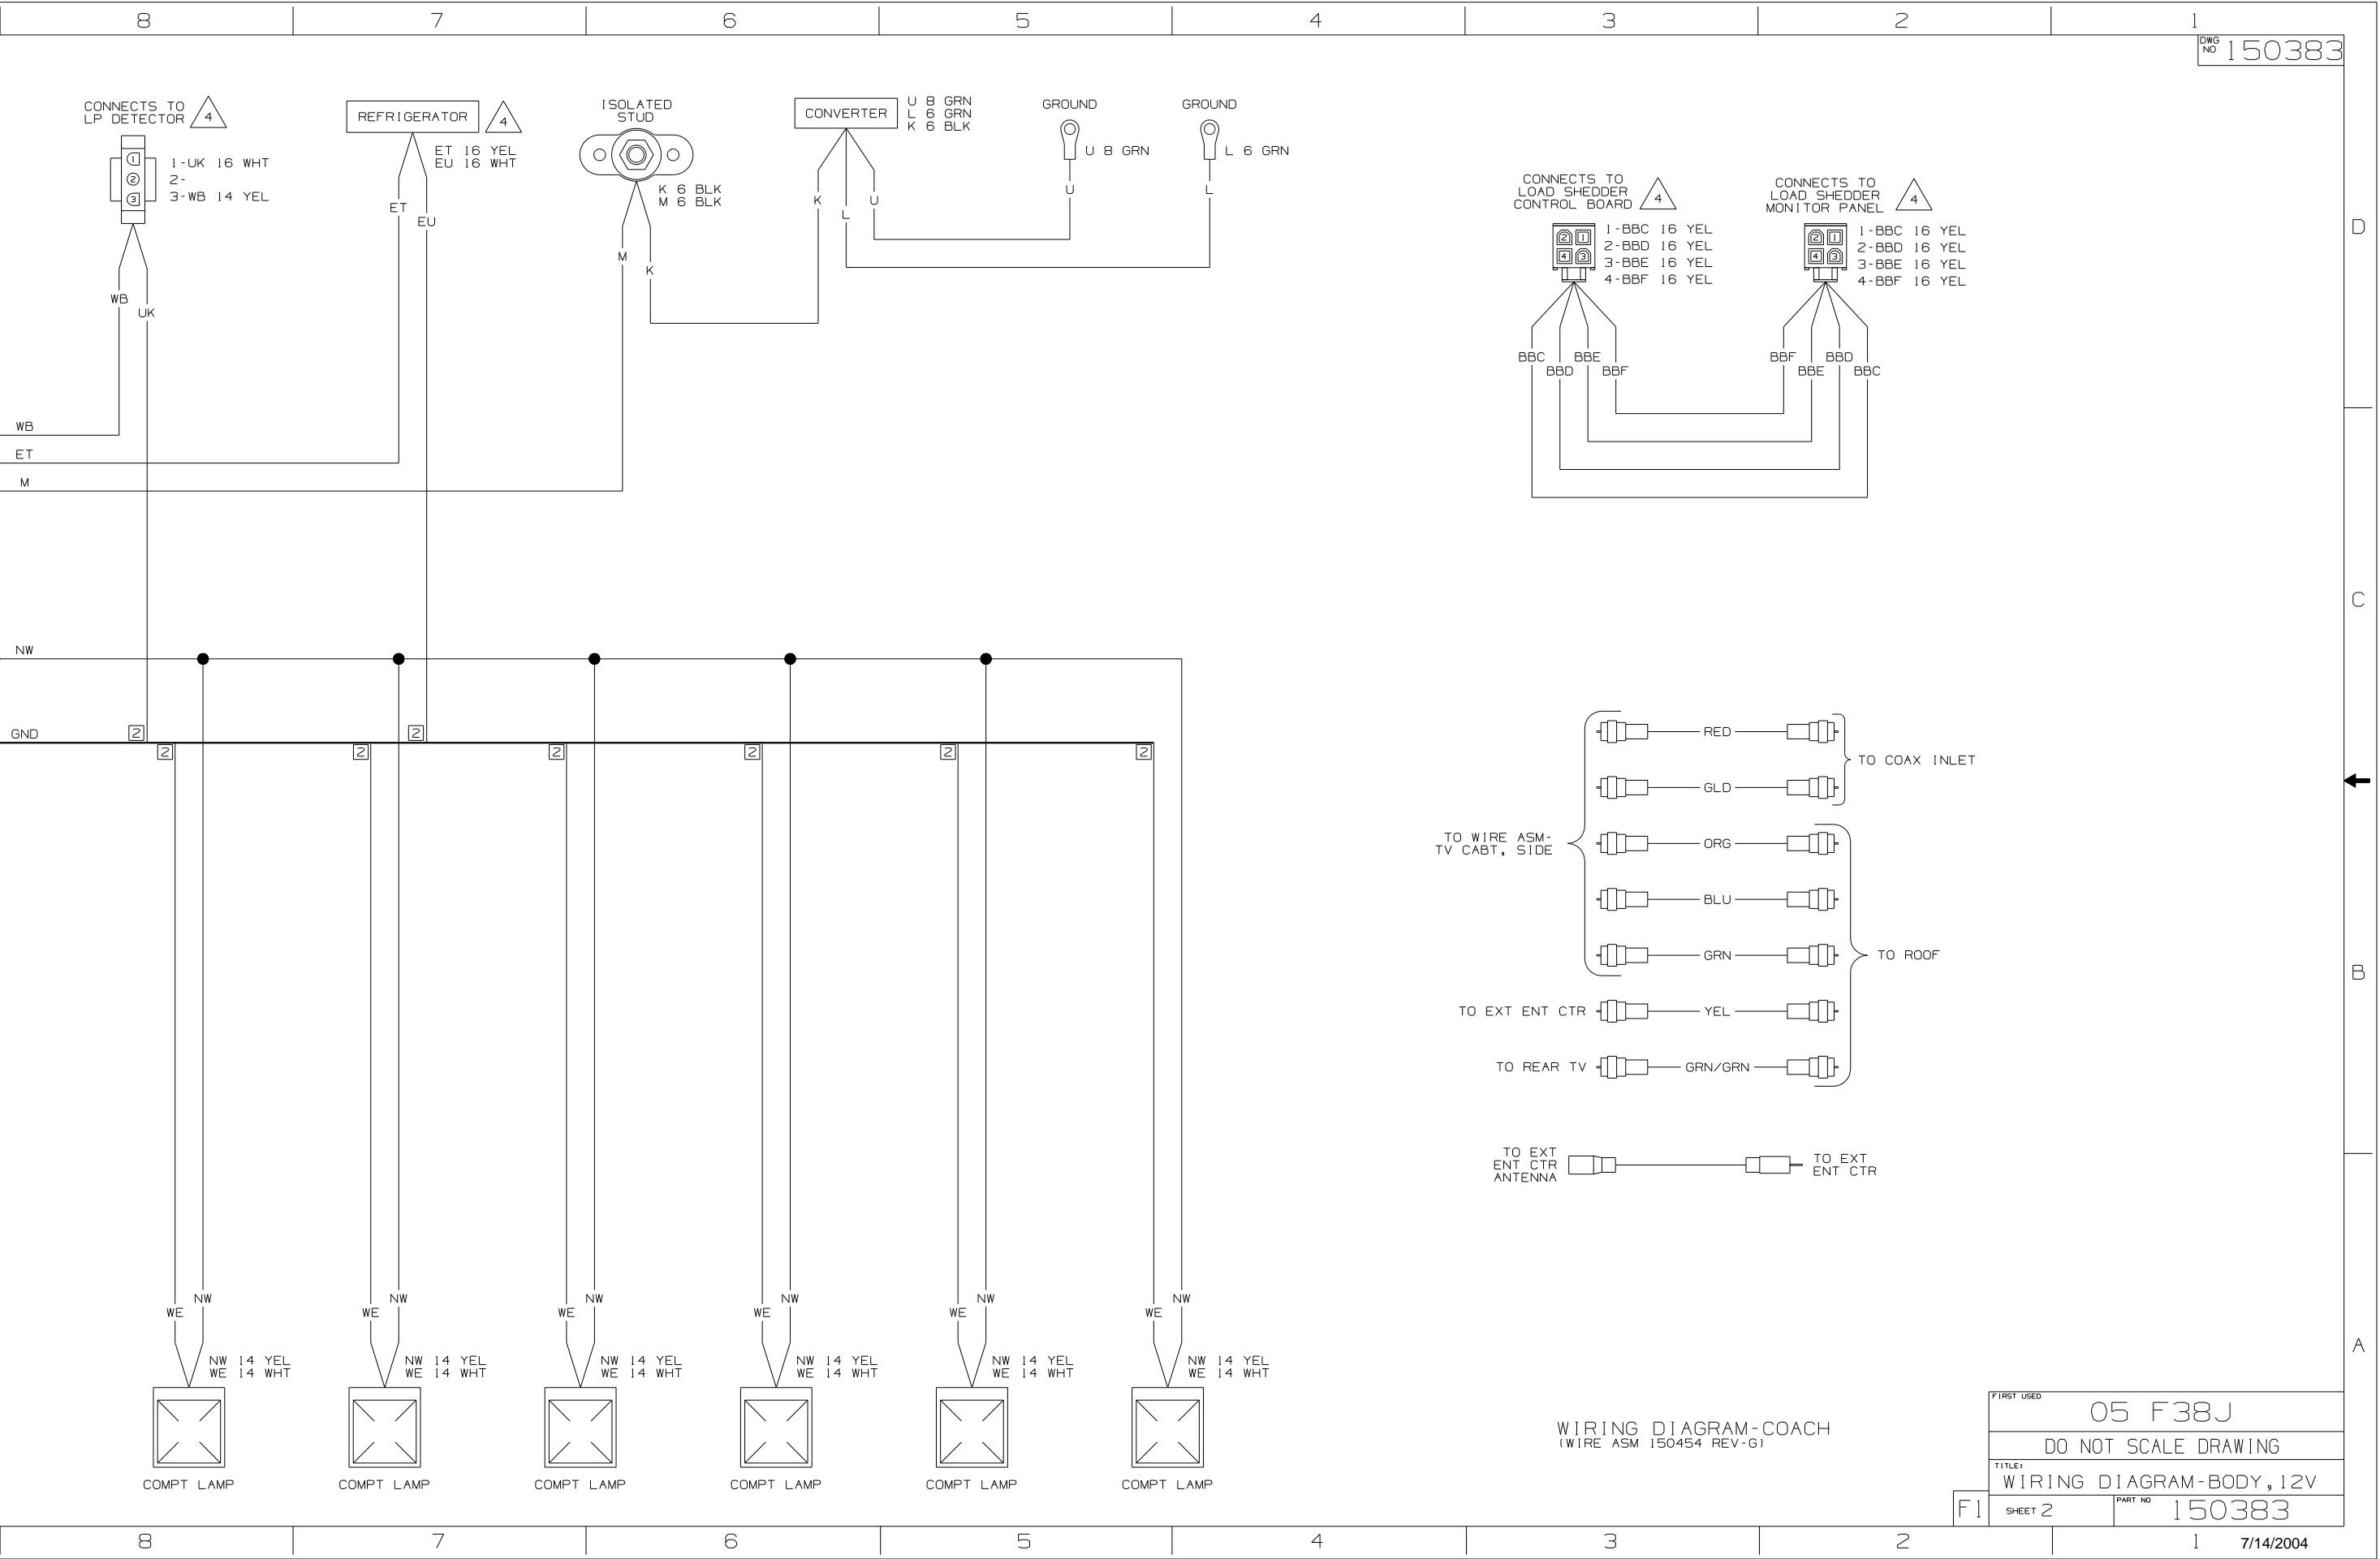 8 7 6 5 4 3 2 1
DWG NO 150383
CONNECTS TO
LP DETECTOR 4
1
2
3
1-UK 16 WHT
2-
3-WB 14 YEL
WB
UK
REFRIGERATOR 4
ET 16 YEL
EU 16 WHT
ET
EU
ISOLATED
STUD
K 6 BLK
M 6 BLK
M
K
CONVERTER
U 8 GRN
L 6 GRN
K 6 BLK
K
L
U
GROUND
U 8 GRN
U
GROUND
L 6 GRN
L
CONNECTS TO
LOAD SHEDDER
CONTROL BOARD 4
2 1
4 3
1-BBC 16 YEL
2-BBD 16 YEL
3-BBE 16 YEL
4-BBF 16 YEL
BBC BBE
BBD BBF
CONNECTS TO
LOAD SHEDDER
MONITOR PANEL 4
2 1
4 3
1-BBC 16 YEL
2-BBD 16 YEL
3-BBE 16 YEL
4-BBF 16 YEL
BBF BBD
BBE BBC
D
WB
ET
M
C
NW
GND 2 2
2 2 2 2 2 2
RED
GLD
TO COAX INLET
TO WIRE ASM-
TV CABT, SIDE
ORG
BLU
GRN
TO ROOF
B
TO EXT ENT CTR YEL
TO REAR TV GRN/GRN
TO EXT
ENT CTR
ANTENNA
TO EXT
ENT CTR
NW NW NW NW NW NW
WE WE WE WE WE WE
NW 14 YEL
WE 14 WHT
NW 14 YEL
WE 14 WHT
NW 14 YEL
WE 14 WHT
NW 14 YEL
WE 14 WHT
NW 14 YEL
WE 14 WHT
NW 14 YEL
WE 14 WHT
A
COMPT LAMP COMPT LAMP COMPT LAMP COMPT LAMP COMPT LAMP COMPT LAMP
WIRING DIAGRAM-COACH
(WIRE ASM 150454 REV-G)
FIRST USED
05 F38J
DO NOT SCALE DRAWING
TITLE:
WIRING DIAGRAM-BODY,12V
F1 SHEET 2 PART NO 150383
8 7 6 5 4 3 2 1
7/14/2004